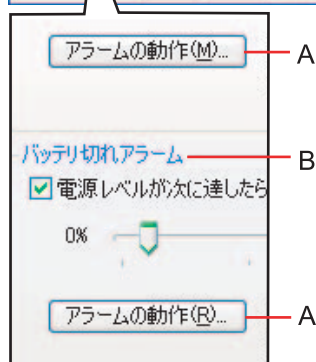 アラームの動作(M)... A
バッテリ切れアラーム B
電源レベルが次に達したら
0%
アラームの動作(R)... A